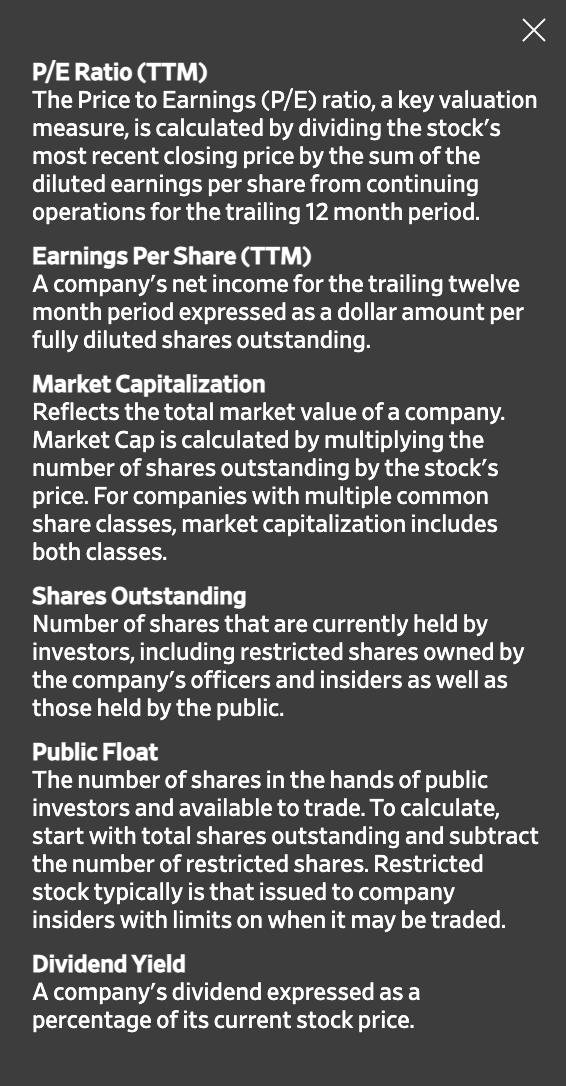 P/E Ratio (TTM)
The Price to Earnings (P/E) ratio, a key valuation
measure, is calculated by dividing the stock's
most recent closing price by the sum of the
diluted earnings per share from continuing
operations for the trailing 12 month period.
Earnings Per Share (TTM)
A company's net income for the trailing twelve
month period expressed as a dollar amount per
fully diluted shares outstanding.
Market Capitalization
Reflects the total market value of a company.
Market Cap is calculated by multiplying the
number of shares outstanding by the stock's
price. For companies with multiple common
share classes, market capitalization includes
both classes.
Shares Outstanding
Number of shares that are currently held by
investors, including restricted shares owned by
the company's officers and insiders as well as
those held by the public.
Public Float
The number of shares in the hands of public
investors and available to trade. To calculate,
start with total shares outstanding and subtract
the number of restricted shares. Restricted
stock typically is that issued to company
insiders with limits on when it may be traded.
Dividend Yield
A company's dividend expressed as a
percentage of its current stock price.